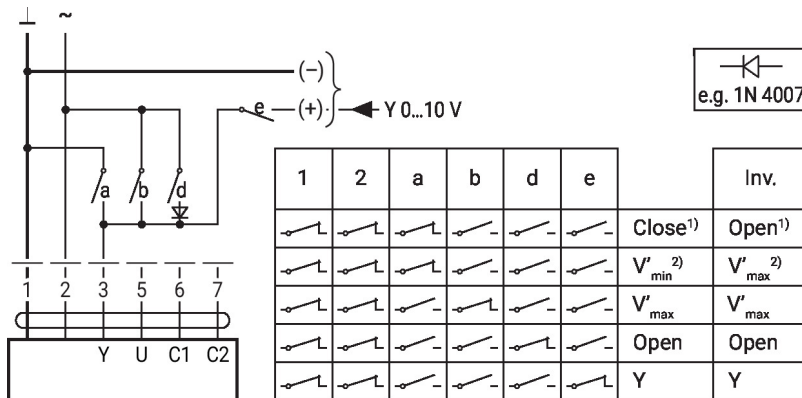 ⊥ ~
(–)
e (+) Y 0...10 V
e.g. 1N 4007
a b d
1 2 3 5 6 7
Y U C1 C2
1 2 a b d e Inv.
Close¹⁾ Open¹⁾
V'min²⁾ V'max²⁾
V'max V'max
Open Open
Y Y